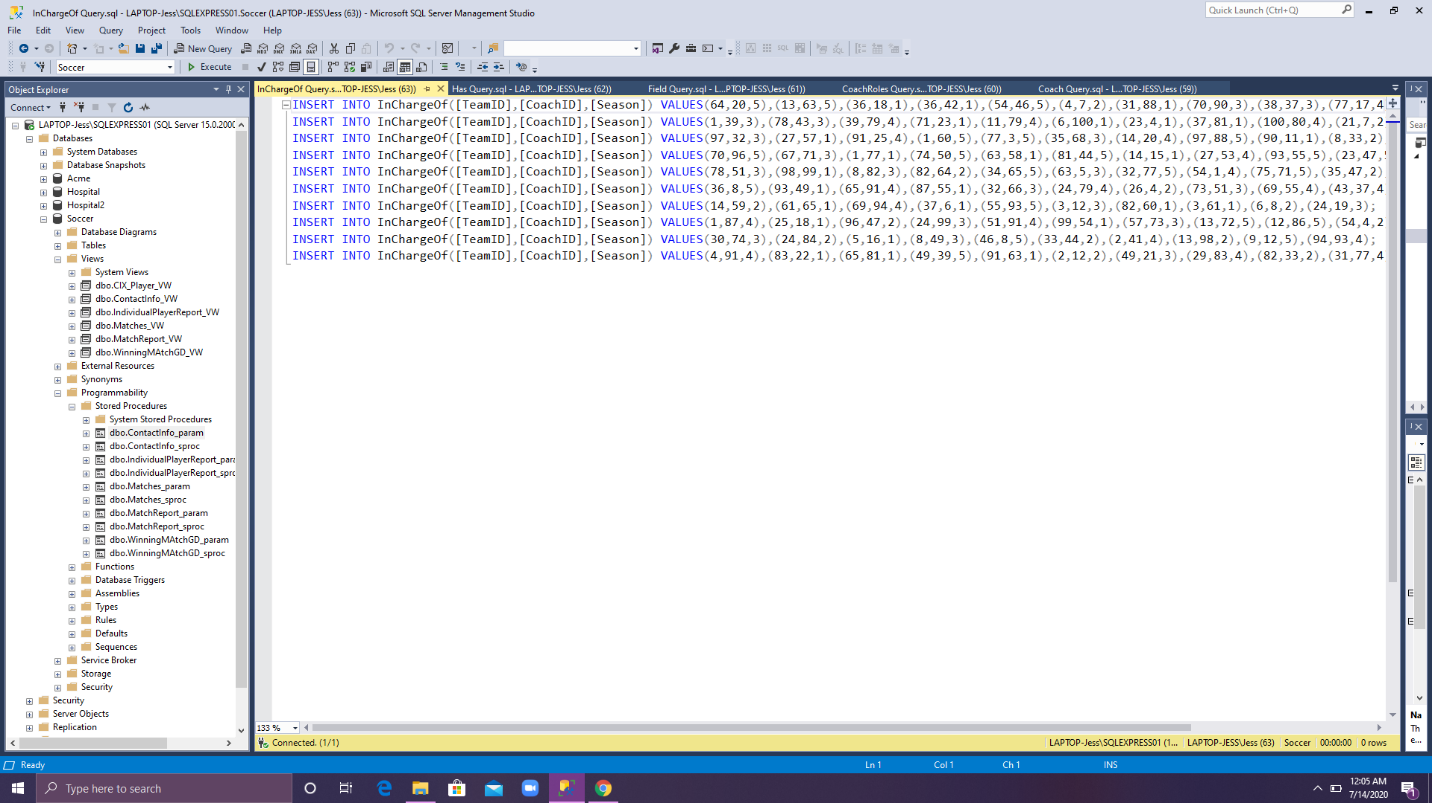 InChargeOf Query.sql - LAPTOP-Jess\SQLEXPRESS01.Soccer (LAPTOP-JESS\Jess (63)) - Microsoft SQL Server Management Studio
Quick Launch (Ctrl+Q)
File Edit View Query Project Tools Window Help
New Query
Soccer
Execute
Object Explorer
InChargeOf Query.s...TOP-JESS\Jess (63))
Has Query.sql - LAP...TOP-JESS\Jess (62))
Field Query.sql - L...PTOP-JESS\Jess (61))
CoachRoles Query.s...TOP-JESS\Jess (60))
Coach Query.sql - L...TOP-JESS\Jess (59))
Connect
LAPTOP-Jess\SQLEXPRESS01 (SQL Server 15.0.2000
Databases
System Databases
Database Snapshots
Acme
Hospital
Hospital2
Soccer
Database Diagrams
Tables
Views
System Views
dbo.CIX_Player_VW
dbo.ContactInfo_VW
dbo.IndividualPlayerReport_VW
dbo.Matches_VW
dbo.MatchReport_VW
dbo.WinningMAtchGD_VW
External Resources
Synonyms
Programmability
Stored Procedures
System Stored Procedures
dbo.ContactInfo_param
dbo.ContactInfo_sproc
dbo.IndividualPlayerReport_para
dbo.IndividualPlayerReport_spro
dbo.Matches_param
dbo.Matches_sproc
dbo.MatchReport_param
dbo.MatchReport_sproc
dbo.WinningMAtchGD_param
dbo.WinningMAtchGD_sproc
Functions
Database Triggers
Assemblies
Types
Rules
Defaults
Sequences
Service Broker
Storage
Security
Security
Server Objects
Replication
INSERT INTO InChargeOf([TeamID],[CoachID],[Season]) VALUES(64,20,5),(13,63,5),(36,18,1),(36,42,1),(54,46,5),(4,7,2),(31,88,1),(70,90,3),(38,37,3),(77,17,4
INSERT INTO InChargeOf([TeamID],[CoachID],[Season]) VALUES(1,39,3),(78,43,3),(39,79,4),(71,23,1),(11,79,4),(6,100,1),(23,4,1),(37,81,1),(100,80,4),(21,7,2
INSERT INTO InChargeOf([TeamID],[CoachID],[Season]) VALUES(97,32,3),(27,57,1),(91,25,4),(1,60,5),(77,3,5),(35,68,3),(14,20,4),(97,88,5),(90,11,1),(8,33,2)
INSERT INTO InChargeOf([TeamID],[CoachID],[Season]) VALUES(70,96,5),(67,71,3),(1,77,1),(74,50,5),(63,58,1),(81,44,5),(14,15,1),(27,53,4),(93,55,5),(23,47,5
INSERT INTO InChargeOf([TeamID],[CoachID],[Season]) VALUES(78,51,3),(98,99,1),(8,82,3),(82,64,2),(34,65,5),(63,5,3),(32,77,5),(54,1,4),(75,71,5),(35,47,2)
INSERT INTO InChargeOf([TeamID],[CoachID],[Season]) VALUES(36,8,5),(93,49,1),(65,91,4),(87,55,1),(32,66,3),(24,79,4),(26,4,2),(73,51,3),(69,55,4),(43,37,4
INSERT INTO InChargeOf([TeamID],[CoachID],[Season]) VALUES(14,59,2),(61,65,1),(69,94,4),(37,6,1),(55,93,5),(3,12,3),(82,60,1),(3,61,1),(6,8,2),(24,19,3);
INSERT INTO InChargeOf([TeamID],[CoachID],[Season]) VALUES(1,87,4),(25,18,1),(96,47,2),(24,99,3),(51,91,4),(99,54,1),(57,73,3),(13,72,5),(12,86,5),(54,4,2
INSERT INTO InChargeOf([TeamID],[CoachID],[Season]) VALUES(30,74,3),(24,84,2),(5,16,1),(8,49,3),(46,8,5),(33,44,2),(2,41,4),(13,98,2),(9,12,5),(94,93,4);
INSERT INTO InChargeOf([TeamID],[CoachID],[Season]) VALUES(4,91,4),(83,22,1),(65,81,1),(49,39,5),(91,63,1),(2,12,2),(49,21,3),(29,83,4),(82,33,2),(31,77,4
Sear
Na
Th
e...
133 %
Connected. (1/1)
LAPTOP-Jess\SQLEXPRESS01 (1... LAPTOP-JESS\Jess (63) Soccer 00:00:00 0 rows
Ready
Ln 1 Col 1 Ch 1 INS
Type here to search
12:05 AM
7/14/2020
1